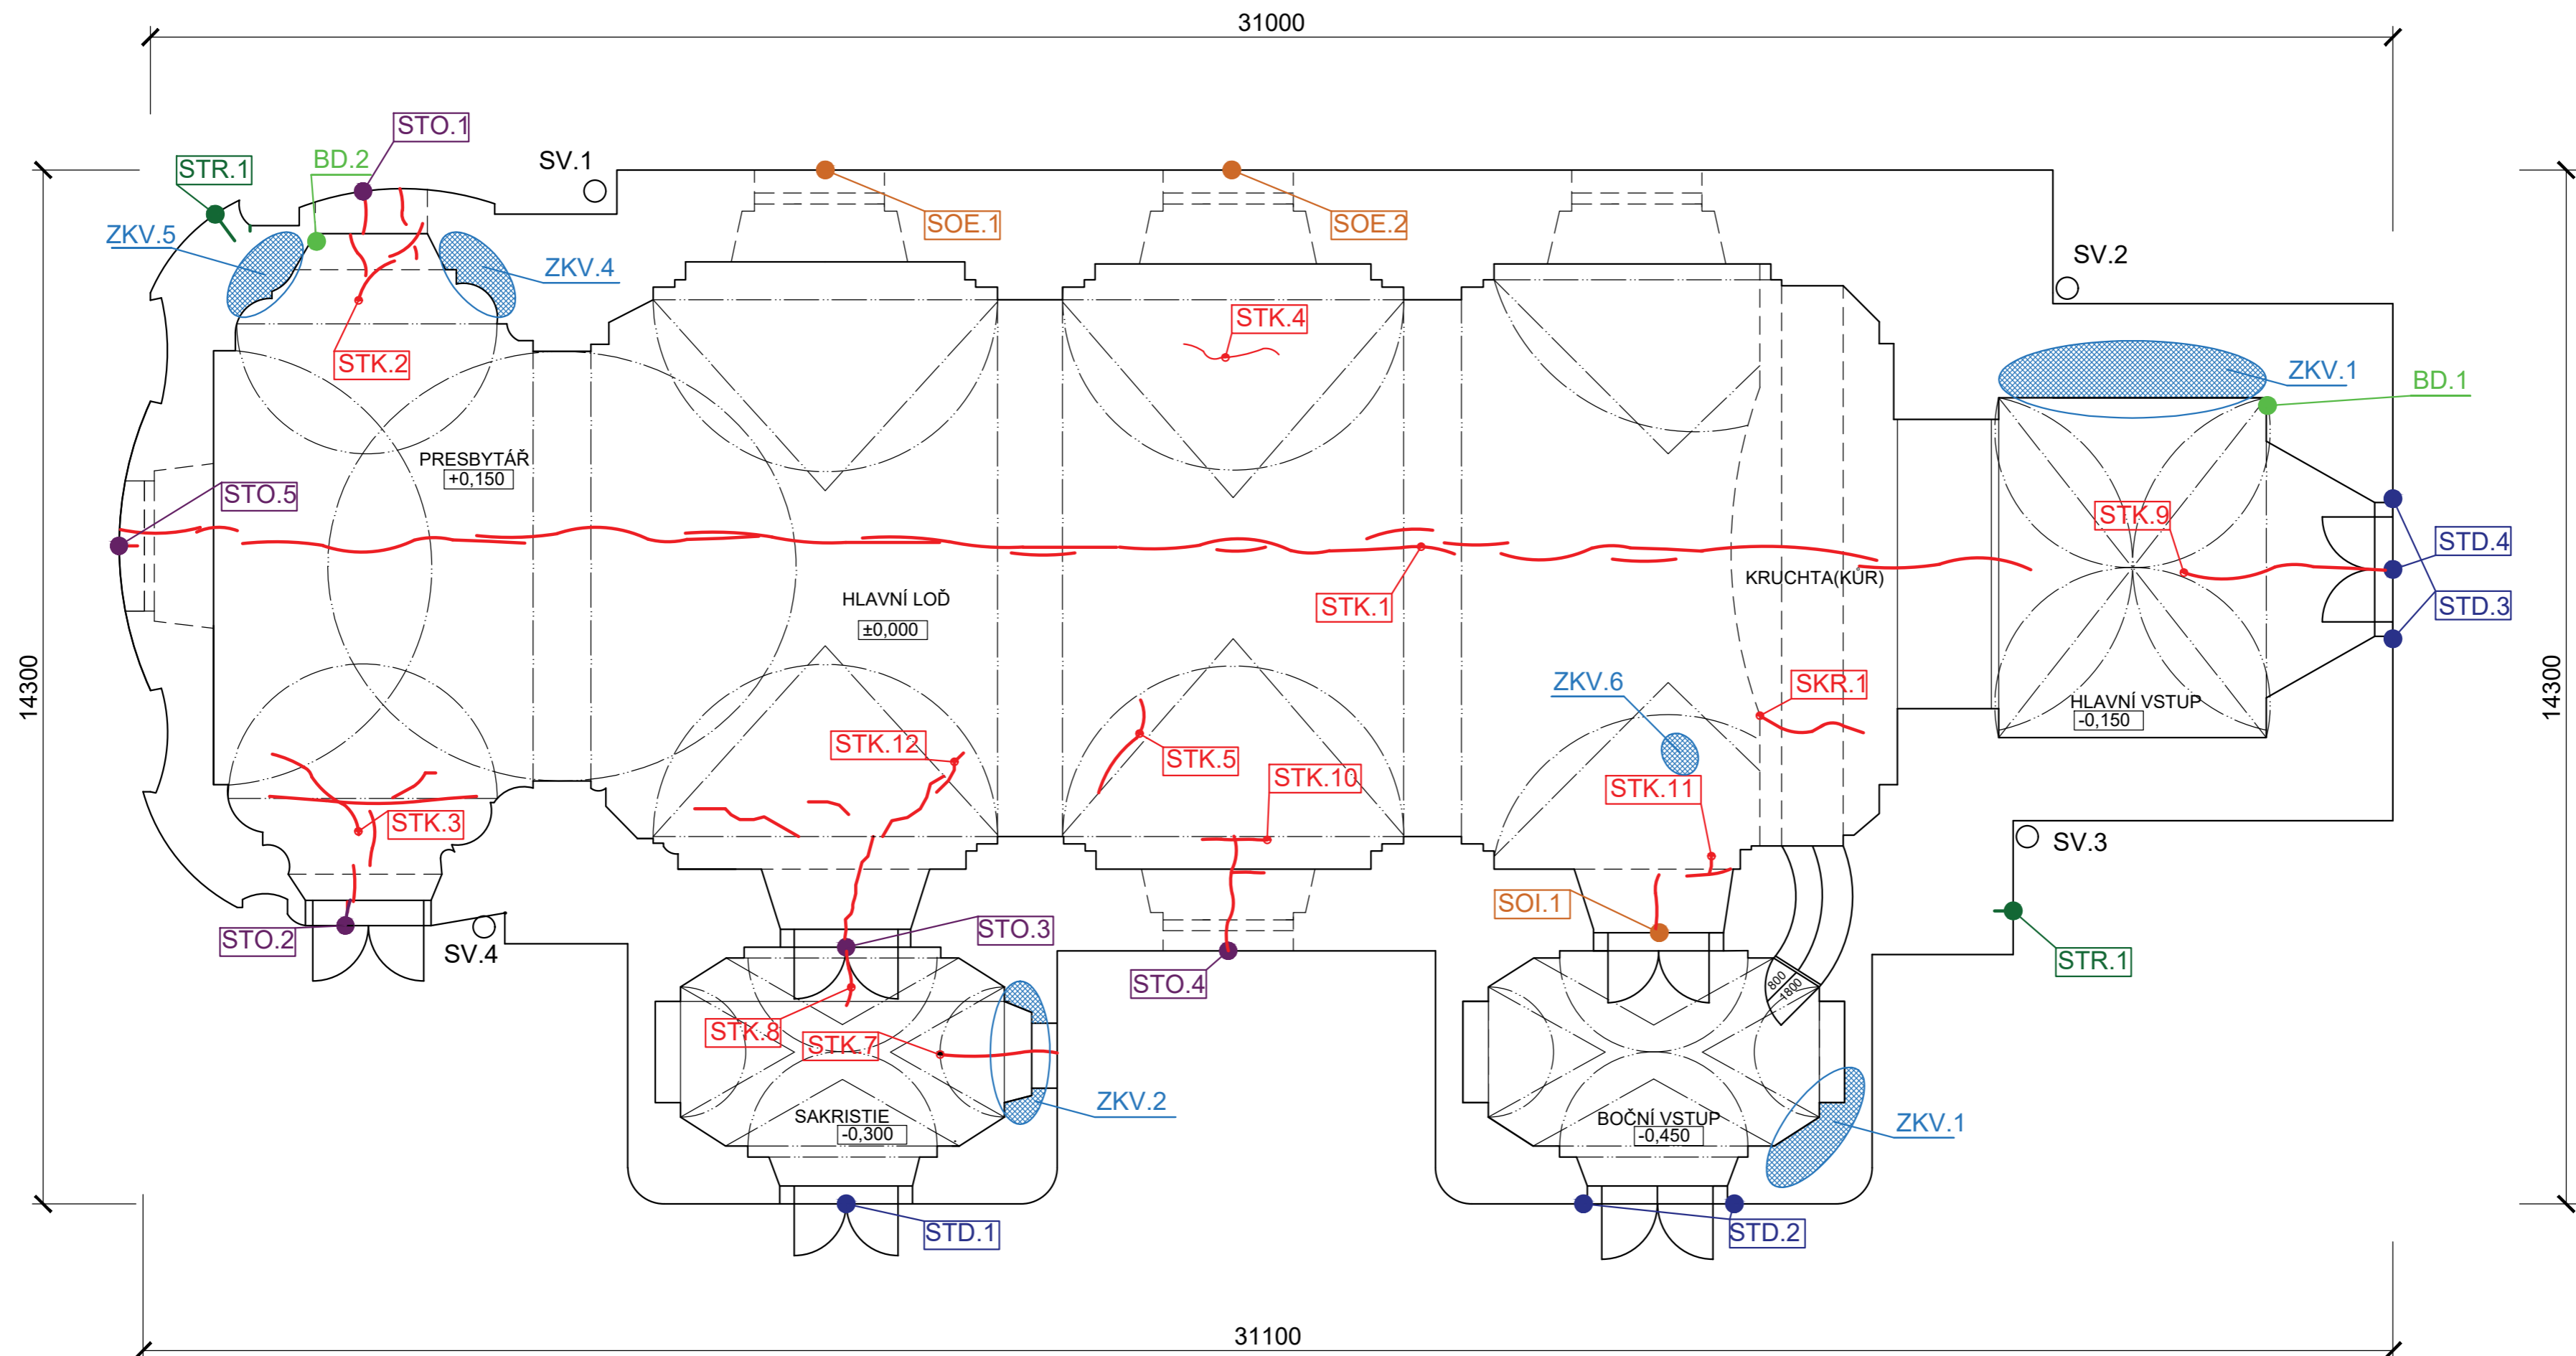 31000
STO.1
SV.1
BD.2
STR.1
SOE.1
SOE.2
ZKV.5
SV.2
ZKV.4
STK.4
STK.2
ZKV.1
BD.1
PRESBYTÁŘ
+0,150
STO.5
STK.9
STD.4
KRUCHTA(KŮR)
HLAVNÍ LOĎ
±0,000
STK.1
STD.3
14300
14300
ZKV.6
SKR.1
HLAVNÍ VSTUP
-0,150
STK.12
STK.5
STK.10
STK.11
STK.3
SV.3
SOI.1
STO.2
SV.4
STO.3
STO.4
STR.1
800
1800
STK.8
STK.7
ZKV.2
SAKRISTIE
-0,300
BOČNÍ VSTUP
-0,450
ZKV.1
STD.1
STD.2
31100